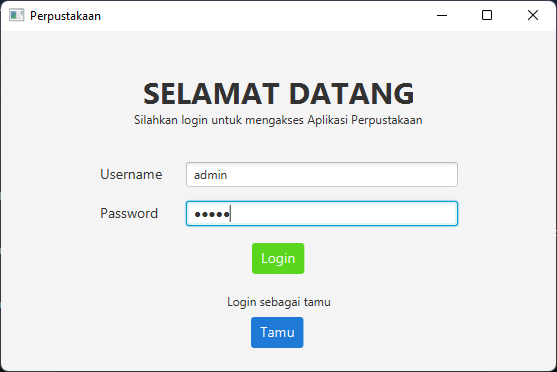 Perpustakaan
SELAMAT DATANG
Silahkan login untuk mengakses Aplikasi Perpustakaan
Username admin
Password •••••
Login
Login sebagai tamu
Tamu